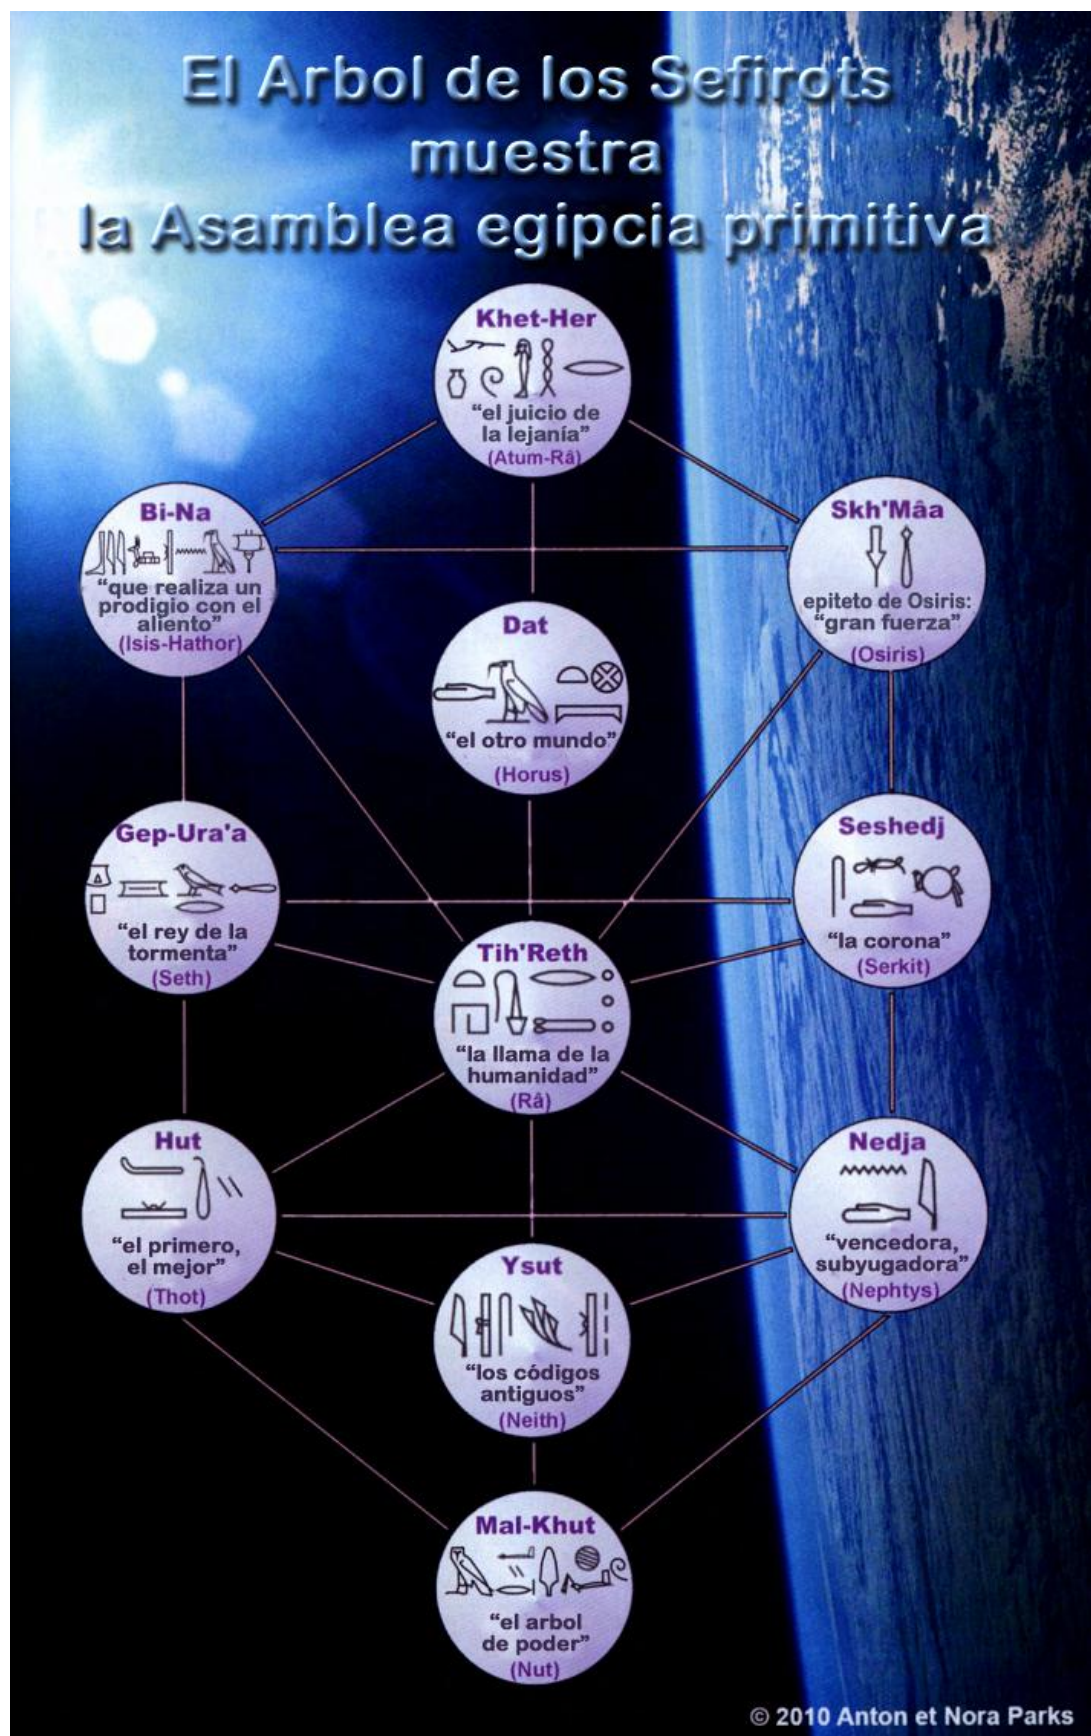 El Arbol de los Sefirots
muestra
la Asamblea egipcia primitiva
Khet-Her
“el juicio de
la lejanía”
(Atum-Râ)
Bi-Na
“que realiza un
prodigio con el
aliento”
(Isis-Hathor)
Skh'Mâa
epiteto de Osiris:
“gran fuerza”
(Osiris)
Dat
“el otro mundo”
(Horus)
Gep-Ura'a
“el rey de la
tormenta”
(Seth)
Seshedj
“la corona”
(Serkit)
Tih'Reth
“la llama de la
humanidad”
(Râ)
Hut
“el primero,
el mejor”
(Thot)
Nedja
“vencedora,
subyugadora”
(Nephtys)
Ysut
“los códigos
antiguos”
(Neith)
Mal-Khut
“el arbol
de poder”
(Nut)
© 2010 Anton et Nora Parks